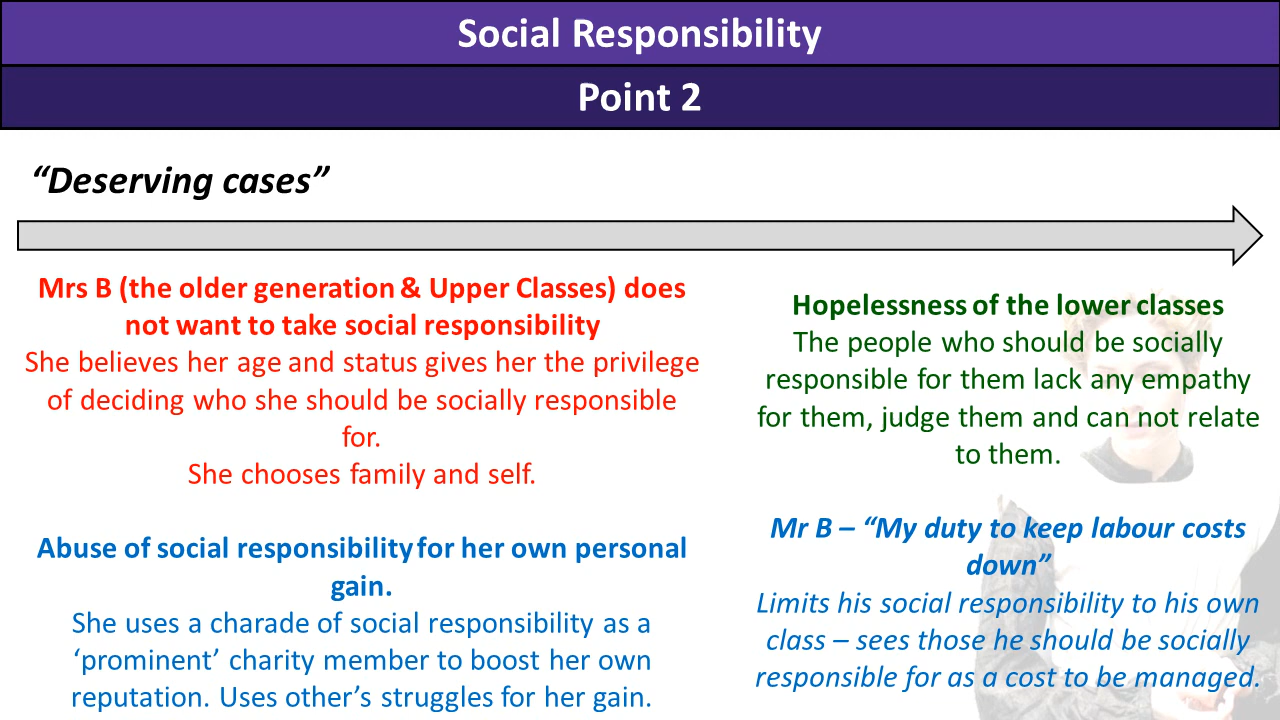 Social Responsibility
Point 2
“Deserving cases”
Mrs B (the older generation & Upper Classes) does
not want to take social responsibility
She believes her age and status gives her the privilege
of deciding who she should be socially responsible
for.
She chooses family and self.
Abuse of social responsibility for her own personal
gain.
She uses a charade of social responsibility as a
‘prominent’ charity member to boost her own
reputation. Uses other’s struggles for her gain.
Hopelessness of the lower classes
The people who should be socially
responsible for them lack any empathy
for them, judge them and can not relate
to them.
Mr B – “My duty to keep labour costs
down”
Limits his social responsibility to his own
class – sees those he should be socially
responsible for as a cost to be managed.